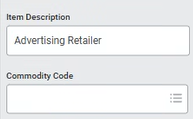 Item Description
Advertising Retailer
Commodity Code